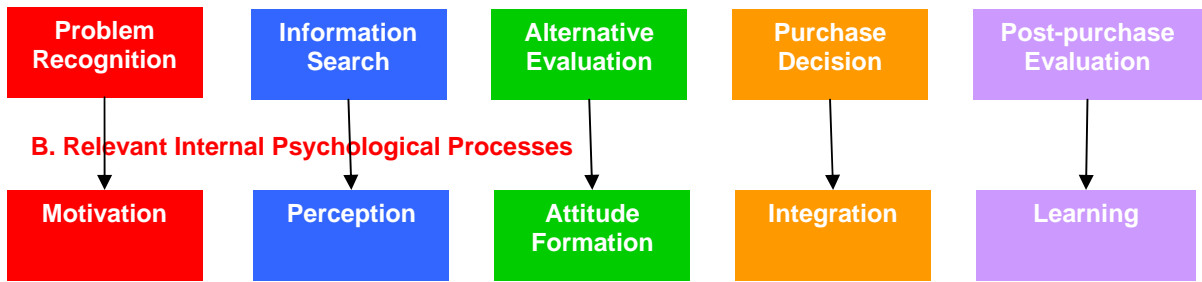 Problem
Recognition
Information
Search
Alternative
Evaluation
Purchase
Decision
Post-purchase
Evaluation
B. Relevant Internal Psychological Processes
Motivation
Perception
Attitude
Formation
Integration
Learning